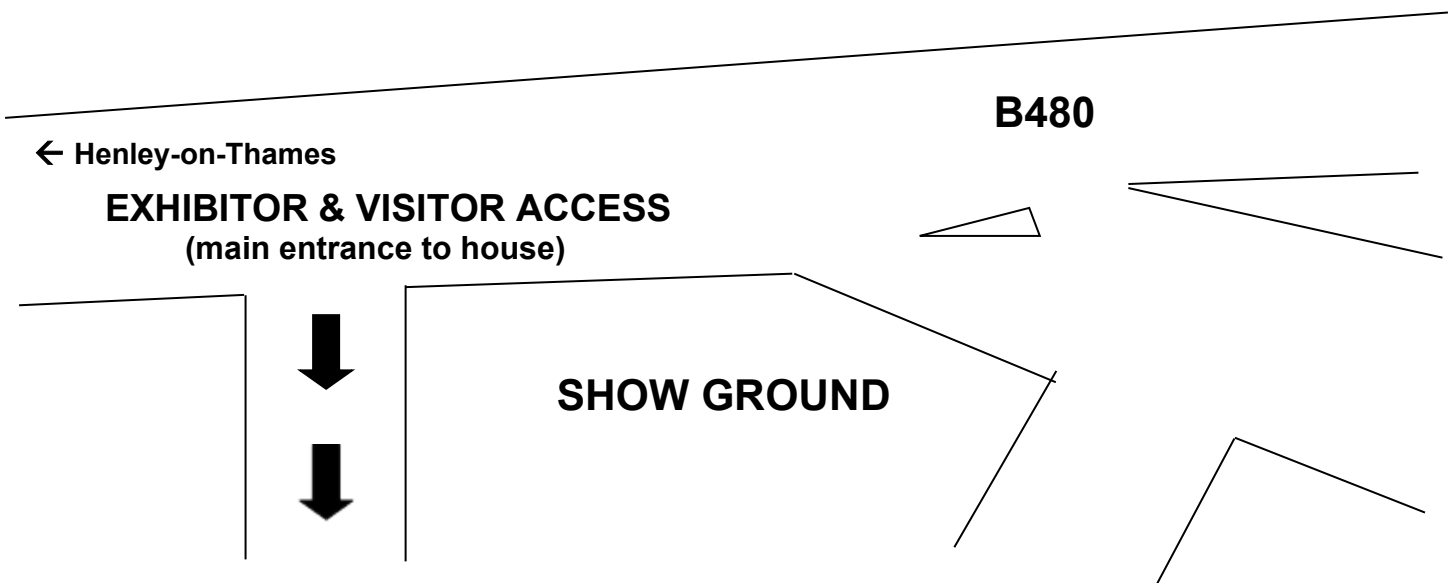 B480
← Henley-on-Thames
EXHIBITOR & VISITOR ACCESS
(main entrance to house)
SHOW GROUND